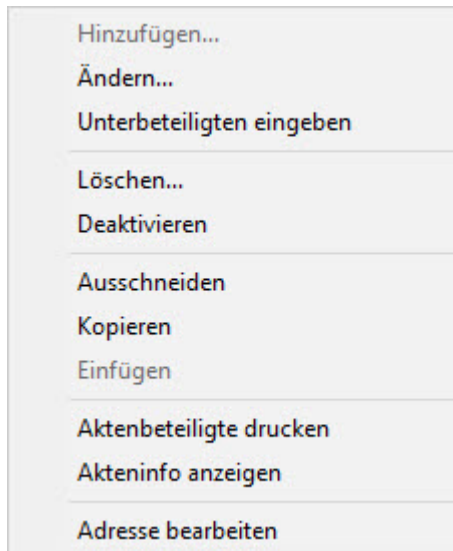 Hinzufügen...
Ändern...
Unterbeteiligten eingeben
Löschen...
Deaktivieren
Ausschneiden
Kopieren
Einfügen
Aktenbeteiligte drucken
Akteninfo anzeigen
Adresse bearbeiten